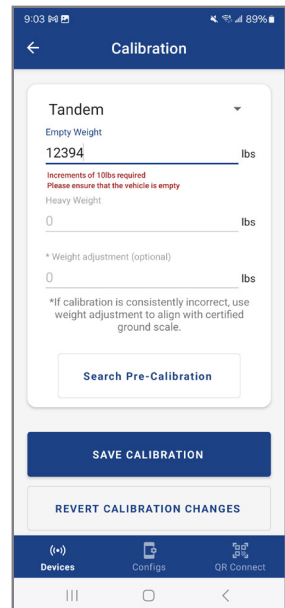 9:03 89%
Calibration
Tandem
Empty Weight
12394 lbs
Increments of 10lbs required
Please ensure that the vehicle is empty
Heavy Weight
0 lbs
* Weight adjustment (optional)
0 lbs
*If calibration is consistently incorrect, use
weight adjustment to align with certified
ground scale.
Search Pre-Calibration
SAVE CALIBRATION
REVERT CALIBRATION CHANGES
Devices Configs QR Connect